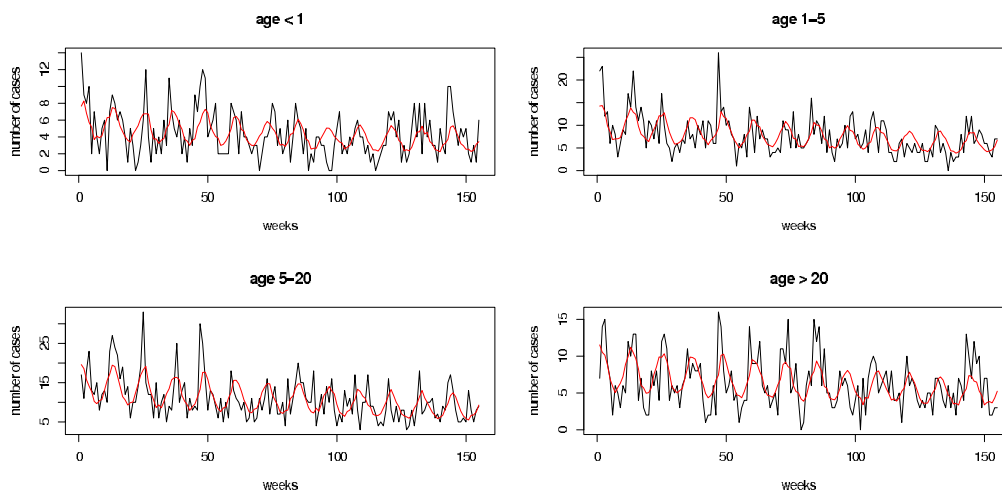 age < 1
number of cases
0 2 4 6 8 12
0 50 100 150
weeks
age 1–5
number of cases
0 5 10 20
0 50 100 150
weeks
age 5–20
number of cases
5 15 25
0 50 100 150
weeks
age > 20
number of cases
0 5 10 15
0 50 100 150
weeks